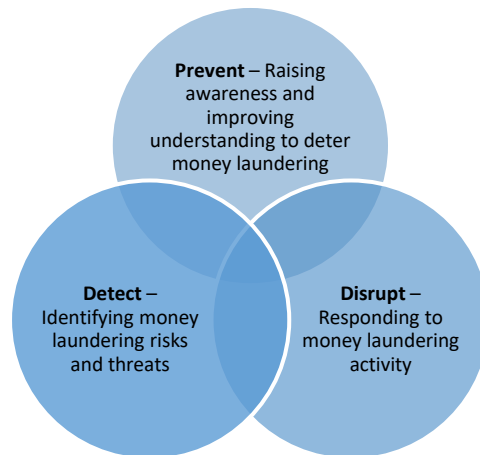 Prevent – Raising
awareness and
improving
understanding to deter
money laundering
Detect –
Identifying money
laundering risks
and threats
Disrupt –
Responding to
money laundering
activity